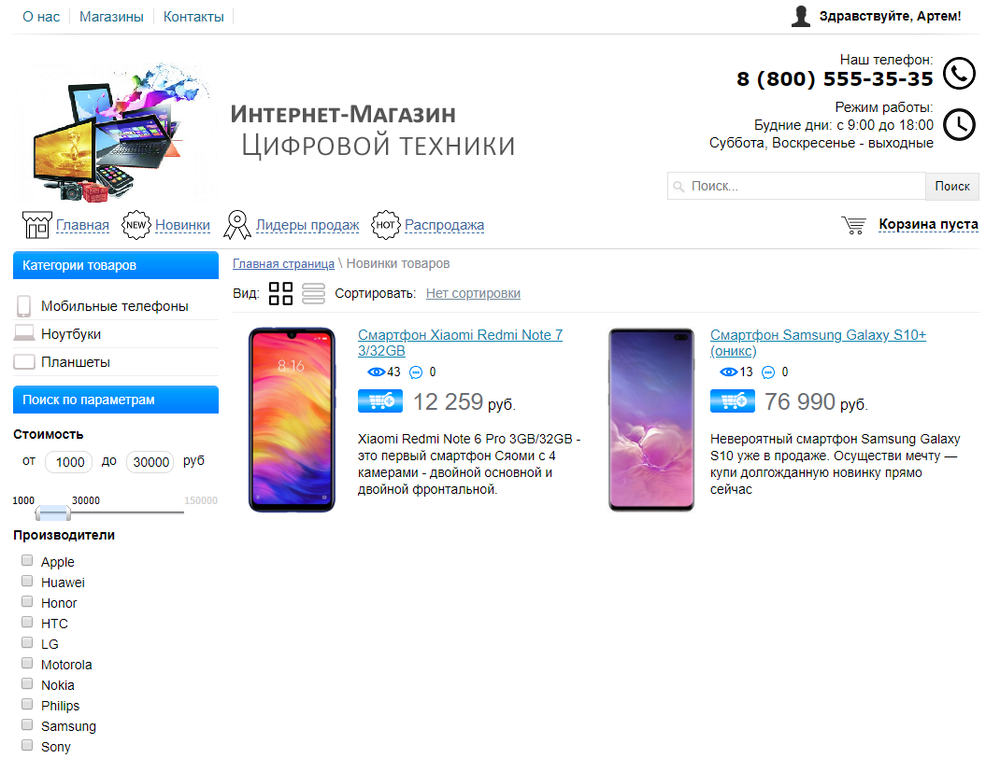 О нас
Магазины
Контакты
Здравствуйте, Артем!
Наш телефон:
8 (800) 555-35-35
Режим работы:
Будние дни: с 9:00 до 18:00
Суббота, Воскресенье - выходные
Интернет-Магазин
Цифровой техники
Поиск...
Поиск
Главная
NEW
Новинки
Лидеры продаж
HOT
Распродажа
Корзина пуста
Категории товаров
Мобильные телефоны
Ноутбуки
Планшеты
Поиск по параметрам
Стоимость
от 1000 до 30000 руб
1000 30000 150000
Производители
Apple
Huawei
Honor
HTC
LG
Motorola
Nokia
Philips
Samsung
Sony
Главная страница \ Новинки товаров
Вид:
Сортировать: Нет сортировки
8:16
Смартфон Xiaomi Redmi Note 7
3/32GB
43 0
12 259 руб.
Xiaomi Redmi Note 6 Pro 3GB/32GB -
это первый смартфон Сяоми с 4
камерами - двойной основной и
двойной фронтальной.
Смартфон Samsung Galaxy S10+
(оникс)
13 0
76 990 руб.
Невероятный смартфон Samsung Galaxy
S10 уже в продаже. Осуществи мечту —
купи долгожданную новинку прямо
сейчас